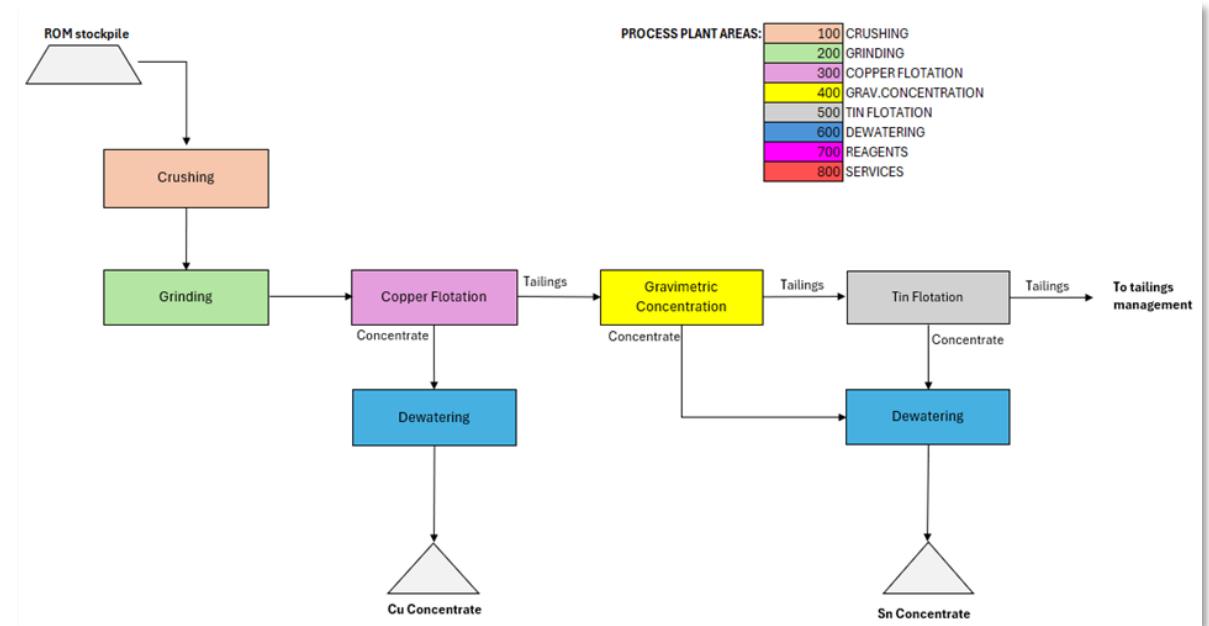 ROM stockpile
PROCESS PLANT AREAS:
100 CRUSHING
200 GRINDING
300 COPPER FLOTATION
400 GRAV.CONCENTRATION
500 TIN FLOTATION
600 DEWATERING
700 REAGENTS
800 SERVICES
Crushing
Grinding
Copper Flotation
Tailings
Gravimetric
Concentration
Tailings
Tin Flotation
Tailings
To tailings
management
Concentrate
Concentrate
Concentrate
Dewatering
Dewatering
Cu Concentrate
Sn Concentrate